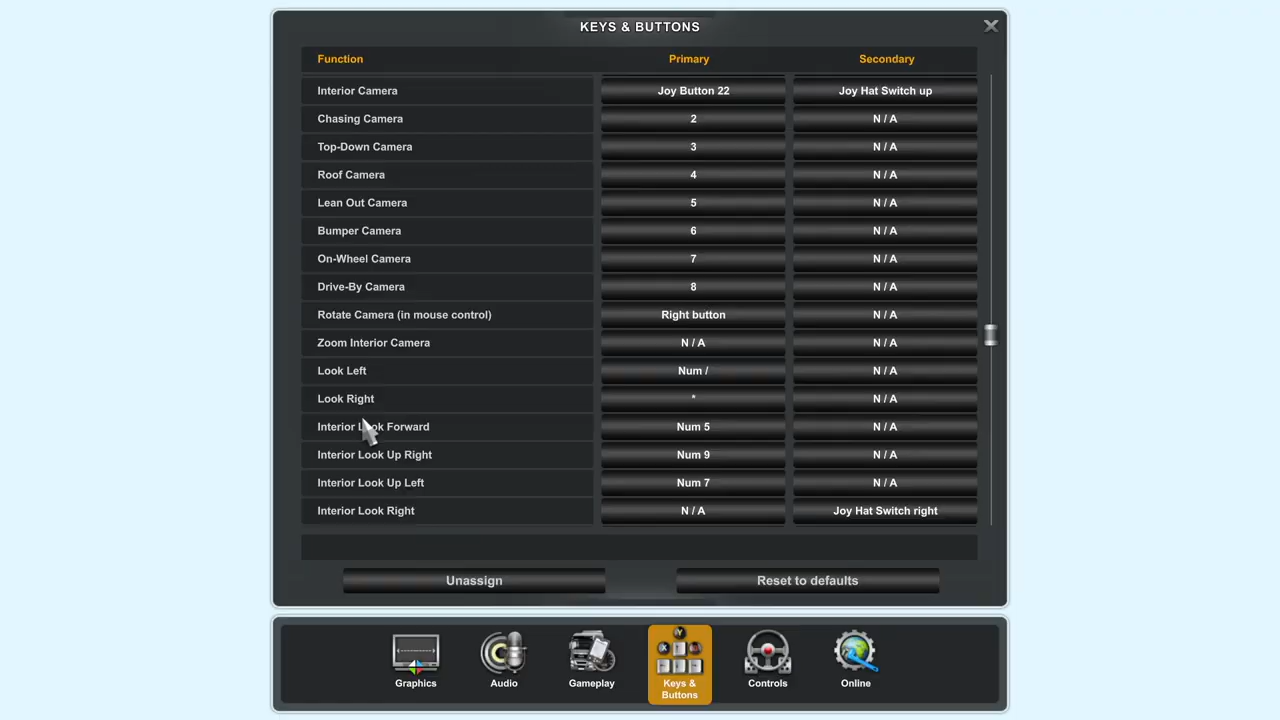 KEYS & BUTTONS
Function Primary Secondary
Interior Camera Joy Button 22 Joy Hat Switch up
Chasing Camera 2 N / A
Top-Down Camera 3 N / A
Roof Camera 4 N / A
Lean Out Camera 5 N / A
Bumper Camera 6 N / A
On-Wheel Camera 7 N / A
Drive-By Camera 8 N / A
Rotate Camera (in mouse control) Right button N / A
Zoom Interior Camera N / A N / A
Look Left Num / N / A
Look Right * N / A
Interior Look Forward Num 5 N / A
Interior Look Up Right Num 9 N / A
Interior Look Up Left Num 7 N / A
Interior Look Right N / A Joy Hat Switch right
Unassign Reset to defaults
Y
X
Graphics Audio Gameplay Keys & Buttons Controls Online